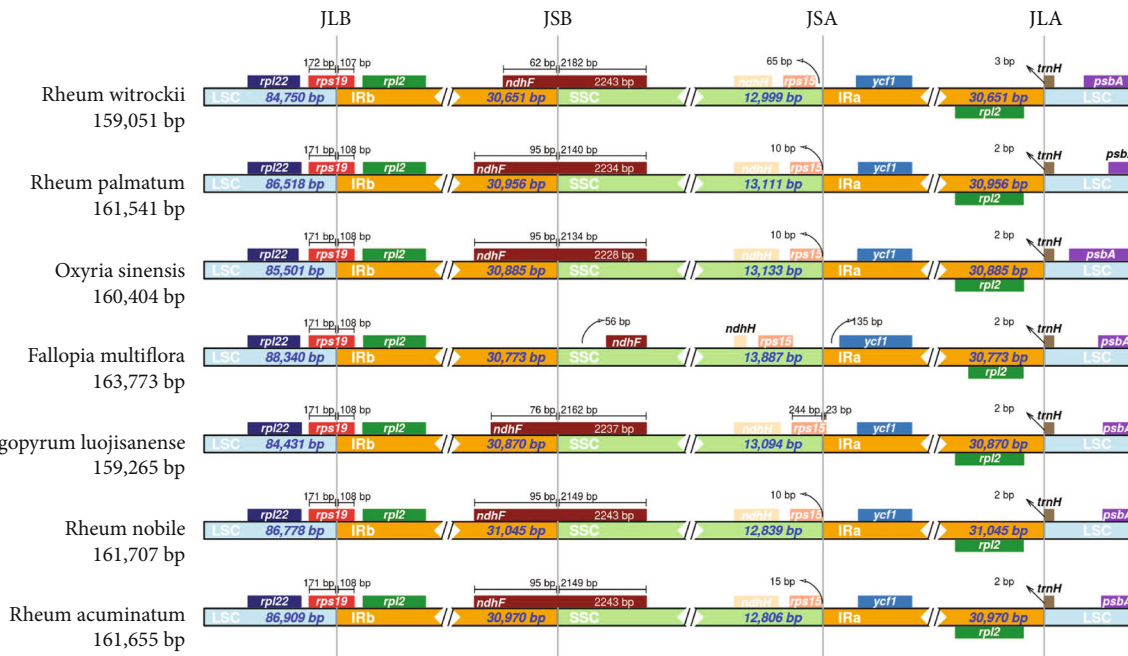 JLB JSB JSA JLA
172 bp 107 bp 62 bp 2182 bp 65 bp 3 bp trnH
rpl22 rps19 rpl2 ndhF 2243 bp ndhH rps15 ycf1 psbA
Rheum witrockii LSC 84,750 bp IRb 30,651 bp SSC 12,999 bp IRa 30,651 bp LSC
159,051 bp rpl2
171 bp 108 bp 95 bp 2140 bp 10 bp 2 bp trnH psb
rpl22 rps19 rpl2 ndhF 2234 bp ndhH rps15 ycf1
Rheum palmatum LSC 86,518 bp IRb 30,956 bp SSC 13,111 bp IRa 30,956 bp LSC
161,541 bp rpl2
171 bp 108 bp 95 bp 2134 bp 10 bp 2 bp trnH
rpl22 rps19 rpl2 ndhF 2228 bp ndhH rps15 ycf1 psbA
Oxyria sinensis LSC 85,501 bp IRb 30,885 bp SSC 13,133 bp IRa 30,885 bp LSC
160,404 bp rpl2
171 bp 108 bp 56 bp ndhH 135 bp 2 bp trnH
rpl22 rps19 rpl2 ndhF rps15 ycf1 psbA
Fallopia multiflora LSC 88,340 bp IRb 30,773 bp SSC 13,887 bp IRa 30,773 bp LSC
163,773 bp rpl2
171 bp 108 bp 76 bp 2162 bp 244 bp 23 bp 2 bp trnH
rpl22 rps19 rpl2 ndhF 2237 bp ndhH rps15 ycf1 psbA
gopyrum luojisanense LSC 84,431 bp IRb 30,870 bp SSC 13,094 bp IRa 30,870 bp LSC
159,265 bp rpl2
171 bp 108 bp 95 bp 2149 bp 10 bp 2 bp trnH
rpl22 rps19 rpl2 ndhF 2243 bp ndhH rps15 ycf1 psbA
Rheum nobile LSC 86,778 bp IRb 31,045 bp SSC 12,839 bp IRa 31,045 bp LSC
161,707 bp rpl2
171 bp 108 bp 95 bp 2149 bp 15 bp 2 bp trnH
rpl22 rps19 rpl2 ndhF 2243 bp ndhH rps15 ycf1 psbA
Rheum acuminatum LSC 86,909 bp IRb 30,970 bp SSC 12,806 bp IRa 30,970 bp LSC
161,655 bp rpl2